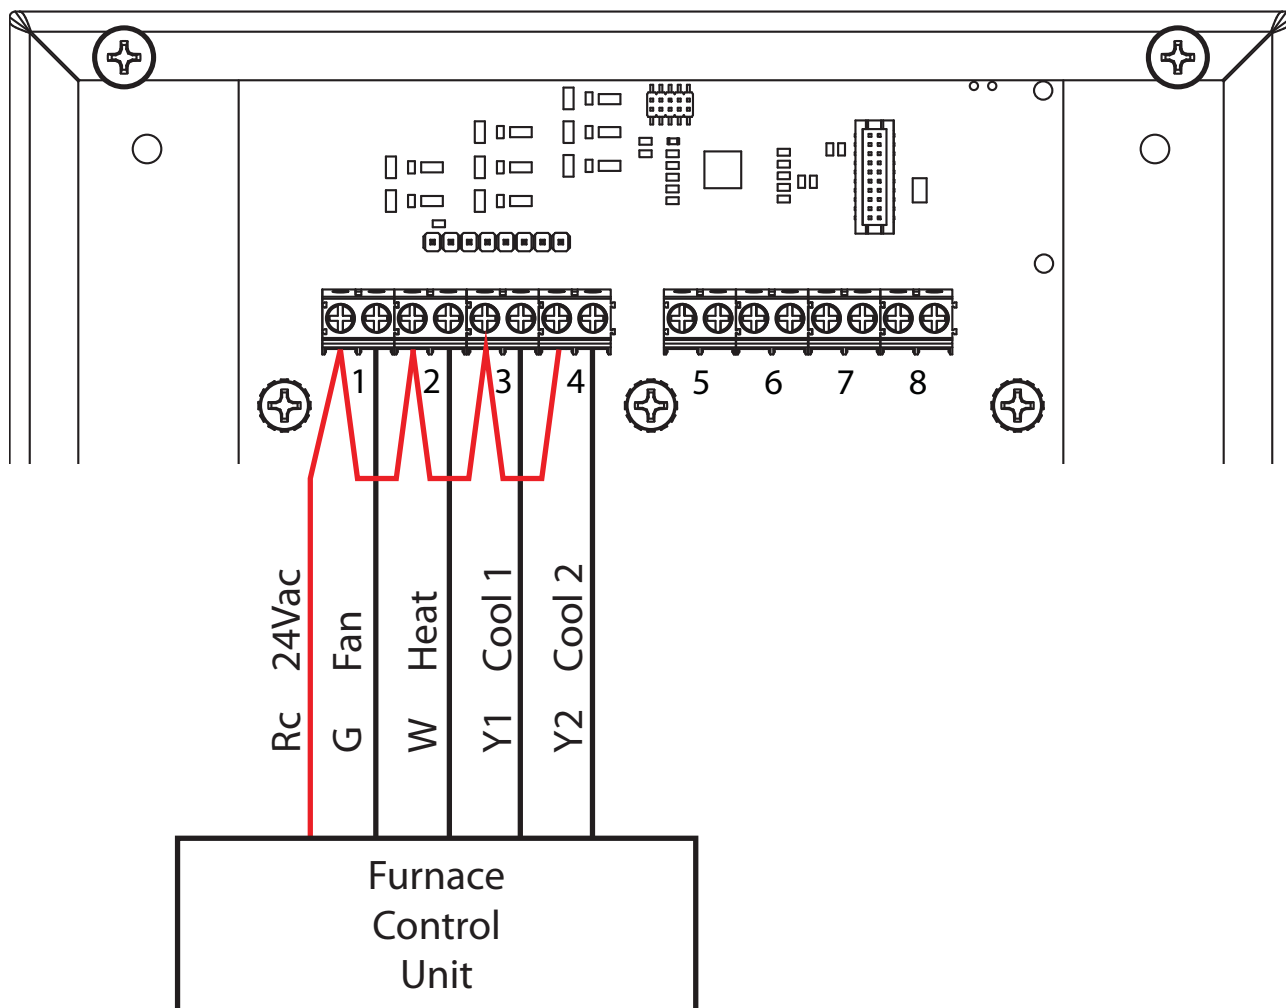 1 2 3 4 5 6 7 8
Rc 24Vac
G Fan
W Heat
Y1 Cool 1
Y2 Cool 2
Furnace
Control
Unit